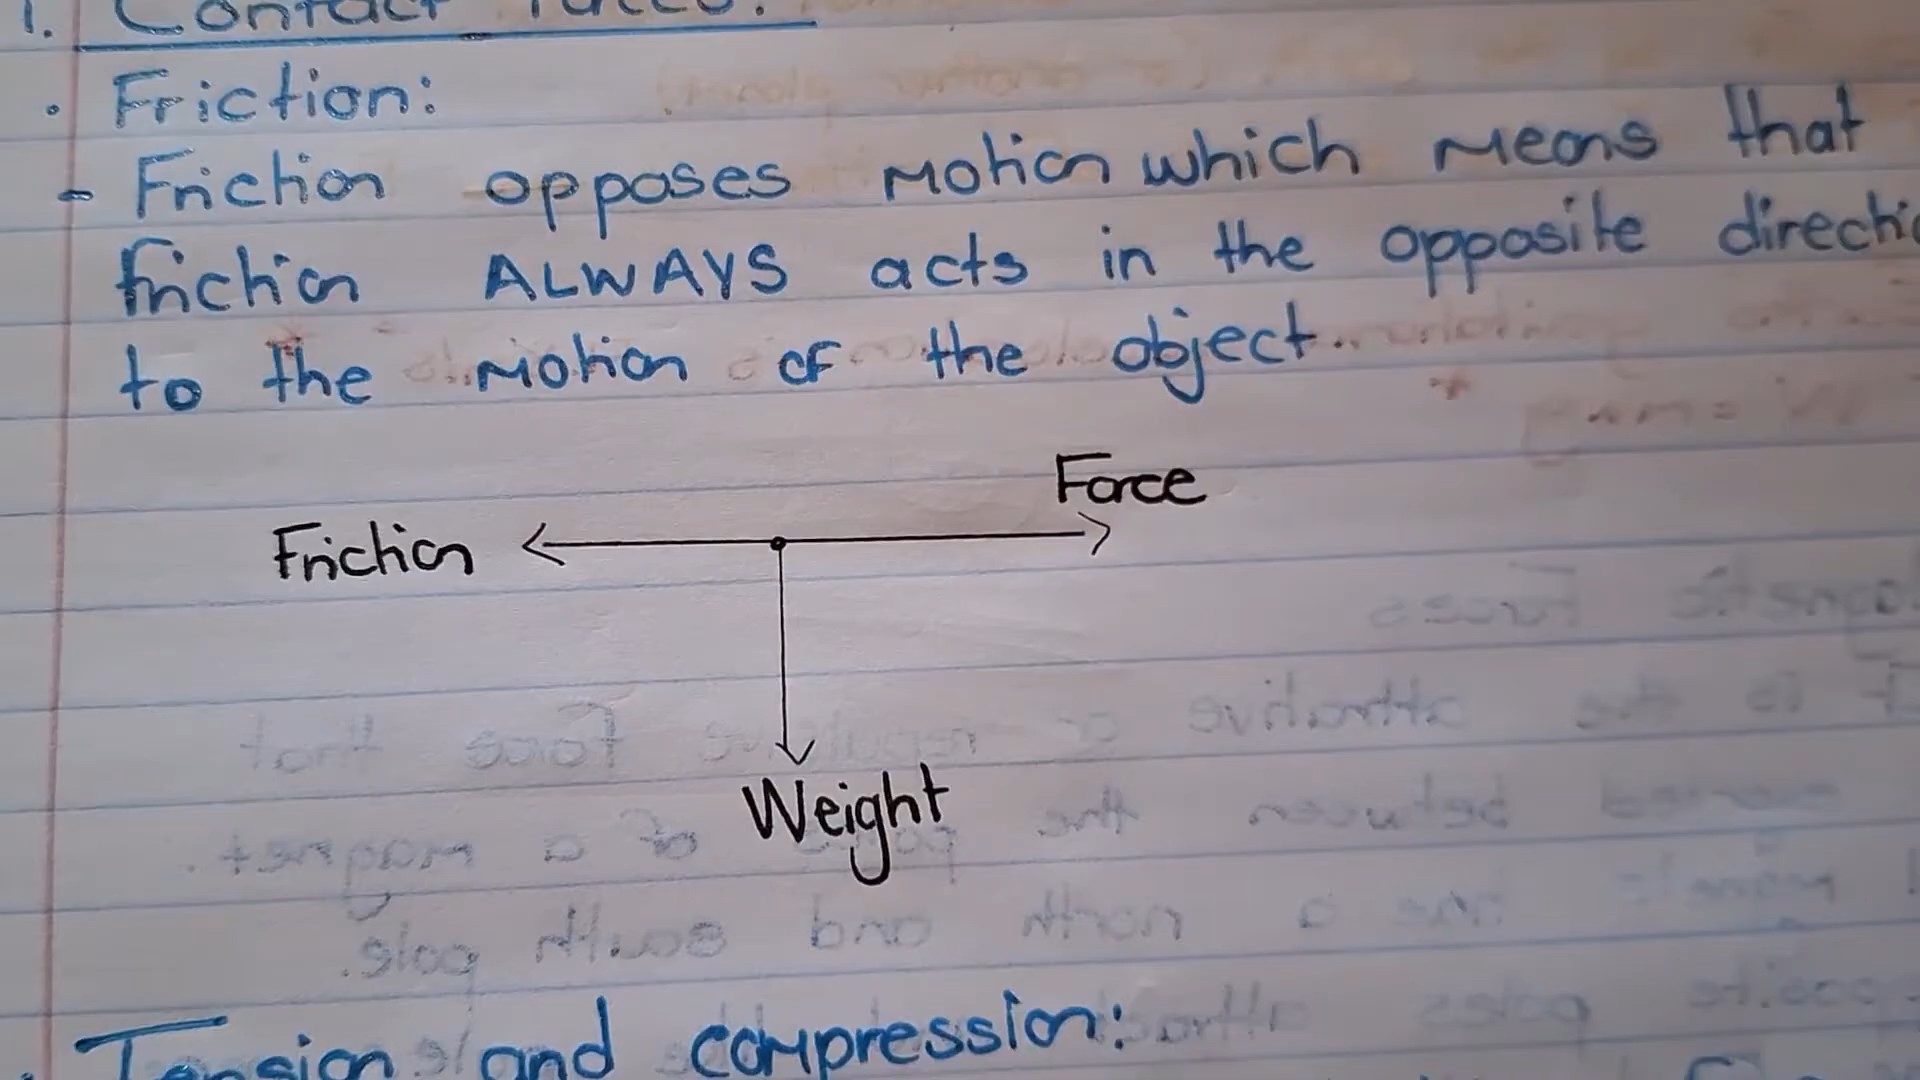 1. Contact
· Friction:
- Friction opposes motion which means that
friction ALWAYS acts in the opposite directio
to the motion of the object.
Force
Friction
Weight
· Tension and compression: